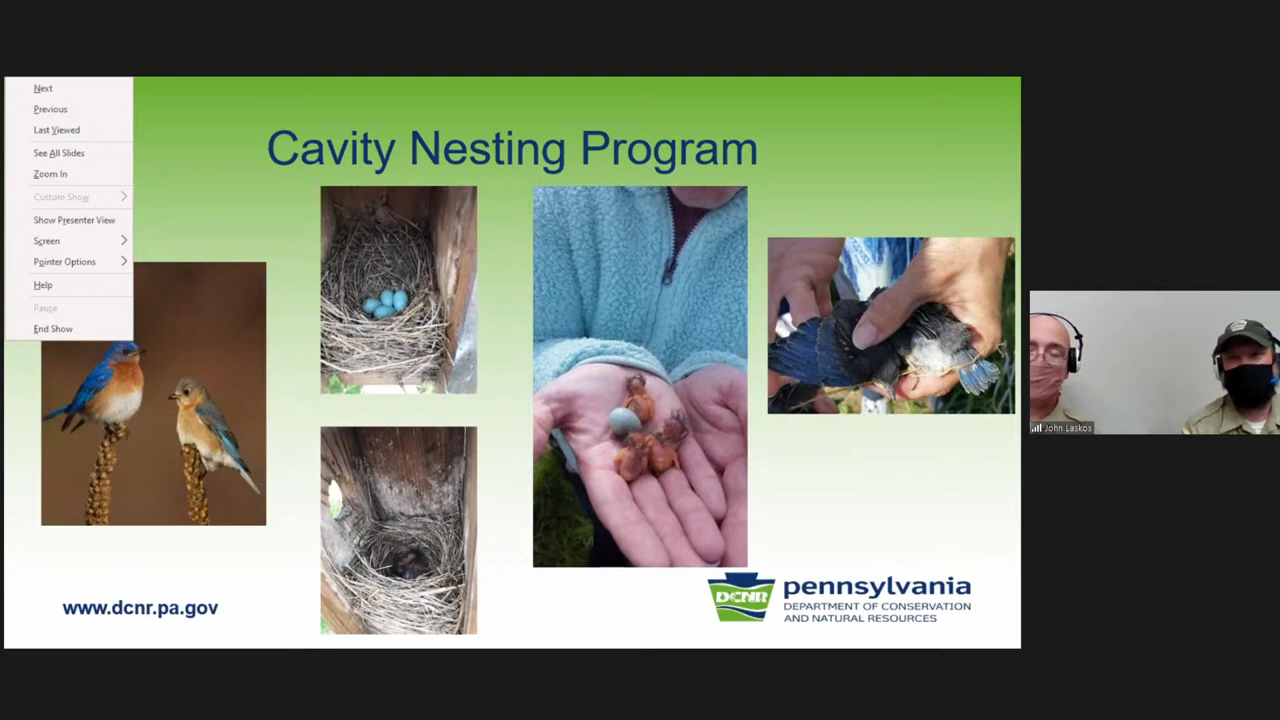 Next
Previous
Last Viewed
See All Slides
Zoom In
Custom Show
Show Presenter View
Screen
Pointer Options
Help
Pause
End Show
Cavity Nesting Program
www.dcnr.pa.gov
DCNR
pennsylvania
DEPARTMENT OF CONSERVATION
AND NATURAL RESOURCES
John Laskos